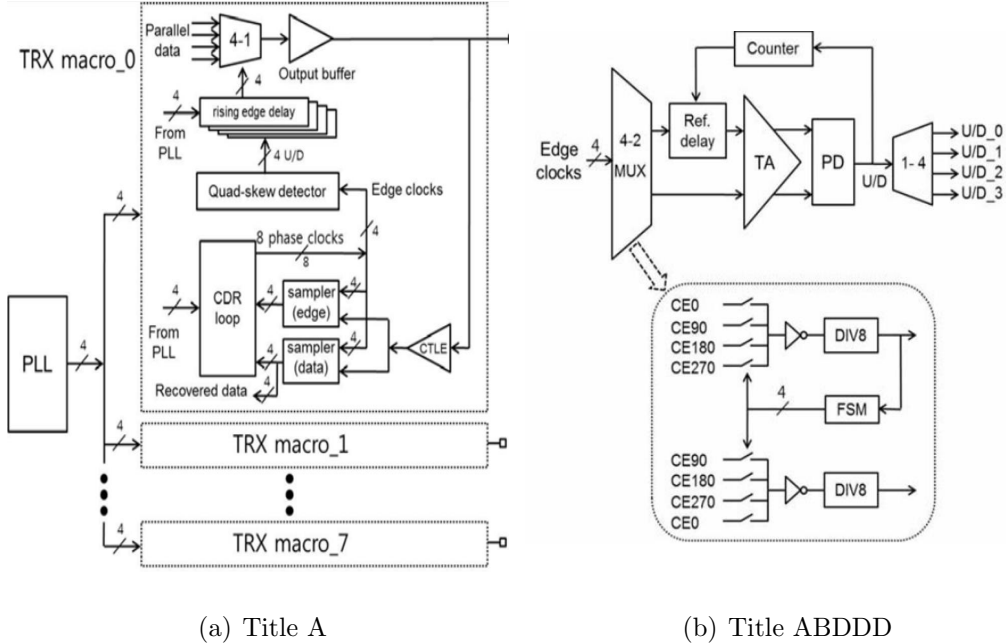 TRX macro_0
Parallel
data
4-1
Output buffer
4
4
rising edge delay
From
PLL
4 U/D
Quad-skew detector
Edge clocks
4
4
8 phase clocks
8
4
CDR
loop
From
PLL
4
sampler
(edge)
4
4
sampler
(data)
4
4
CTLE
Recovered data
PLL
4
4
TRX macro_1
4
TRX macro_7
(a) Title A
Counter
Edge
clocks
4
4-2
MUX
Ref.
delay
TA
PD
U/D
1- 4
U/D_0
U/D_1
U/D_2
U/D_3
CE0
CE90
CE180
CE270
DIV8
4
FSM
CE90
CE180
CE270
CE0
DIV8
(b) Title ABDDD